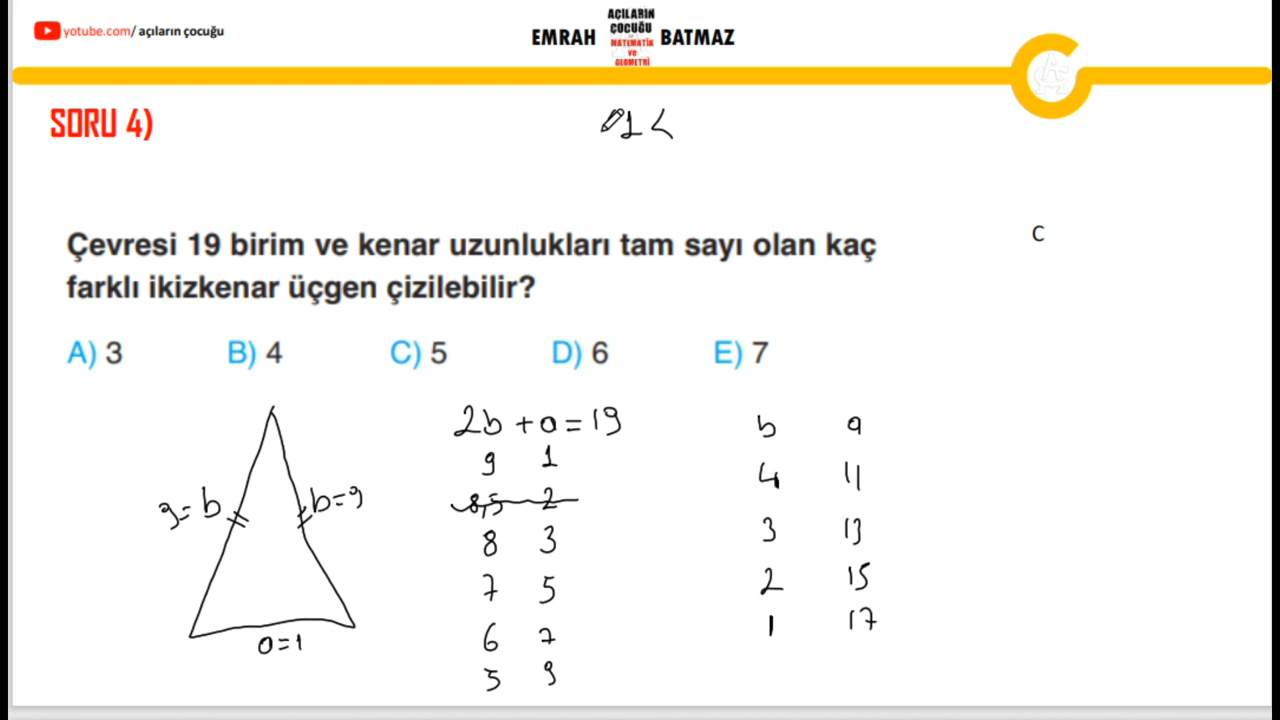 yotube.com/ açıların çocuğu
EMRAH
AÇILARIN
ÇOCUĞU
MATEMATİK
ve
GEOMETRİ
BATMAZ
SORU 4)
1 <
Çevresi 19 birim ve kenar uzunlukları tam sayı olan kaç
farklı ikizkenar üçgen çizilebilir?
C
A) 3 B) 4 C) 5 D) 6 E) 7
2b + a = 19
9 1
8,5 2
8 3
7 5
6 7
5 9
b a
4 11
3 13
2 15
1 17
9 = b
b = 9
a = 1